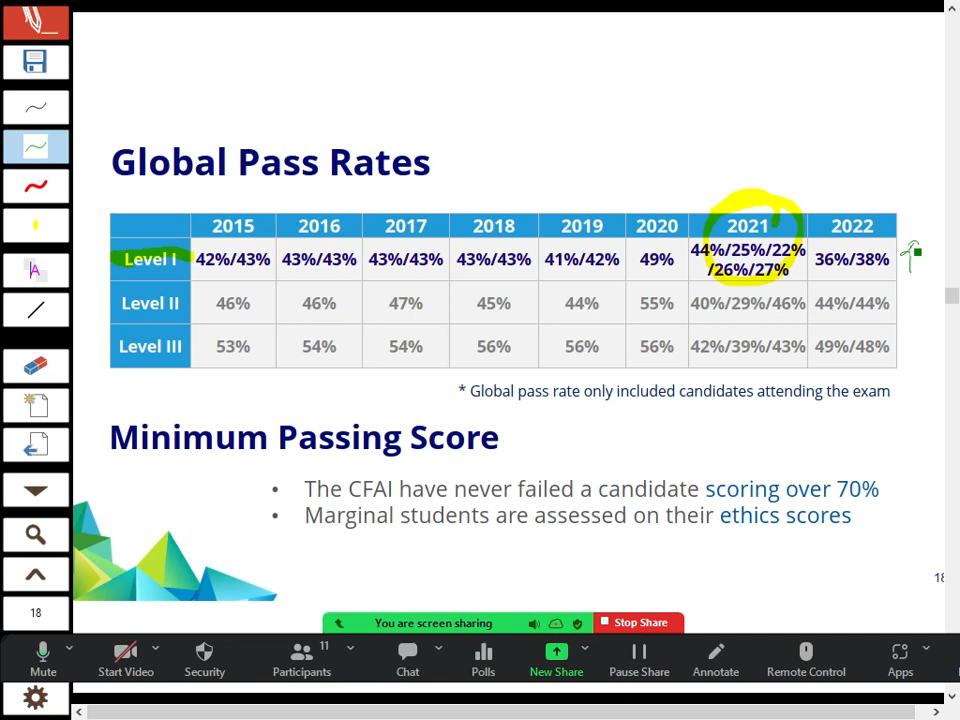 Global Pass Rates
2015 2016 2017 2018 2019 2020 2021 2022
Level I 42%/43% 43%/43% 43%/43% 43%/43% 41%/42% 49% 44%/25%/22%/26%/27% 36%/38%
Level II 46% 46% 47% 45% 44% 55% 40%/29%/46% 44%/44%
Level III 53% 54% 54% 56% 56% 56% 42%/39%/43% 49%/48%
* Global pass rate only included candidates attending the exam
Minimum Passing Score
• The CFAI have never failed a candidate scoring over 70%
• Marginal students are assessed on their ethics scores
18
A
18
You are screen sharing Stop Share
11
Mute Start Video Security Participants Chat Polls New Share Pause Share Annotate Remote Control Apps